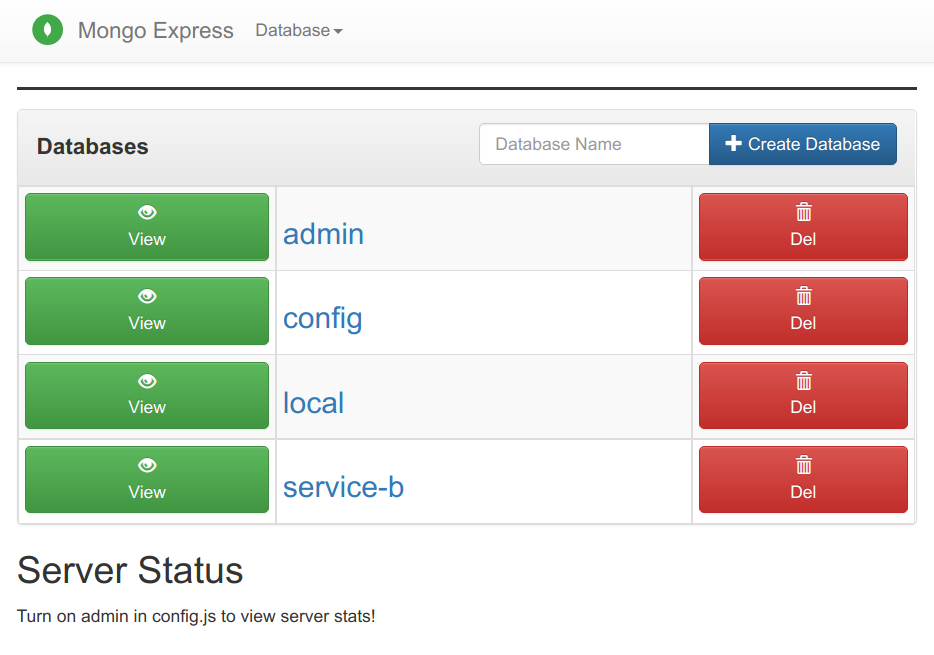 Mongo Express Database
Databases Database Name Create Database
View admin Del
View config Del
View local Del
View service-b Del
Server Status
Turn on admin in config.js to view server stats!